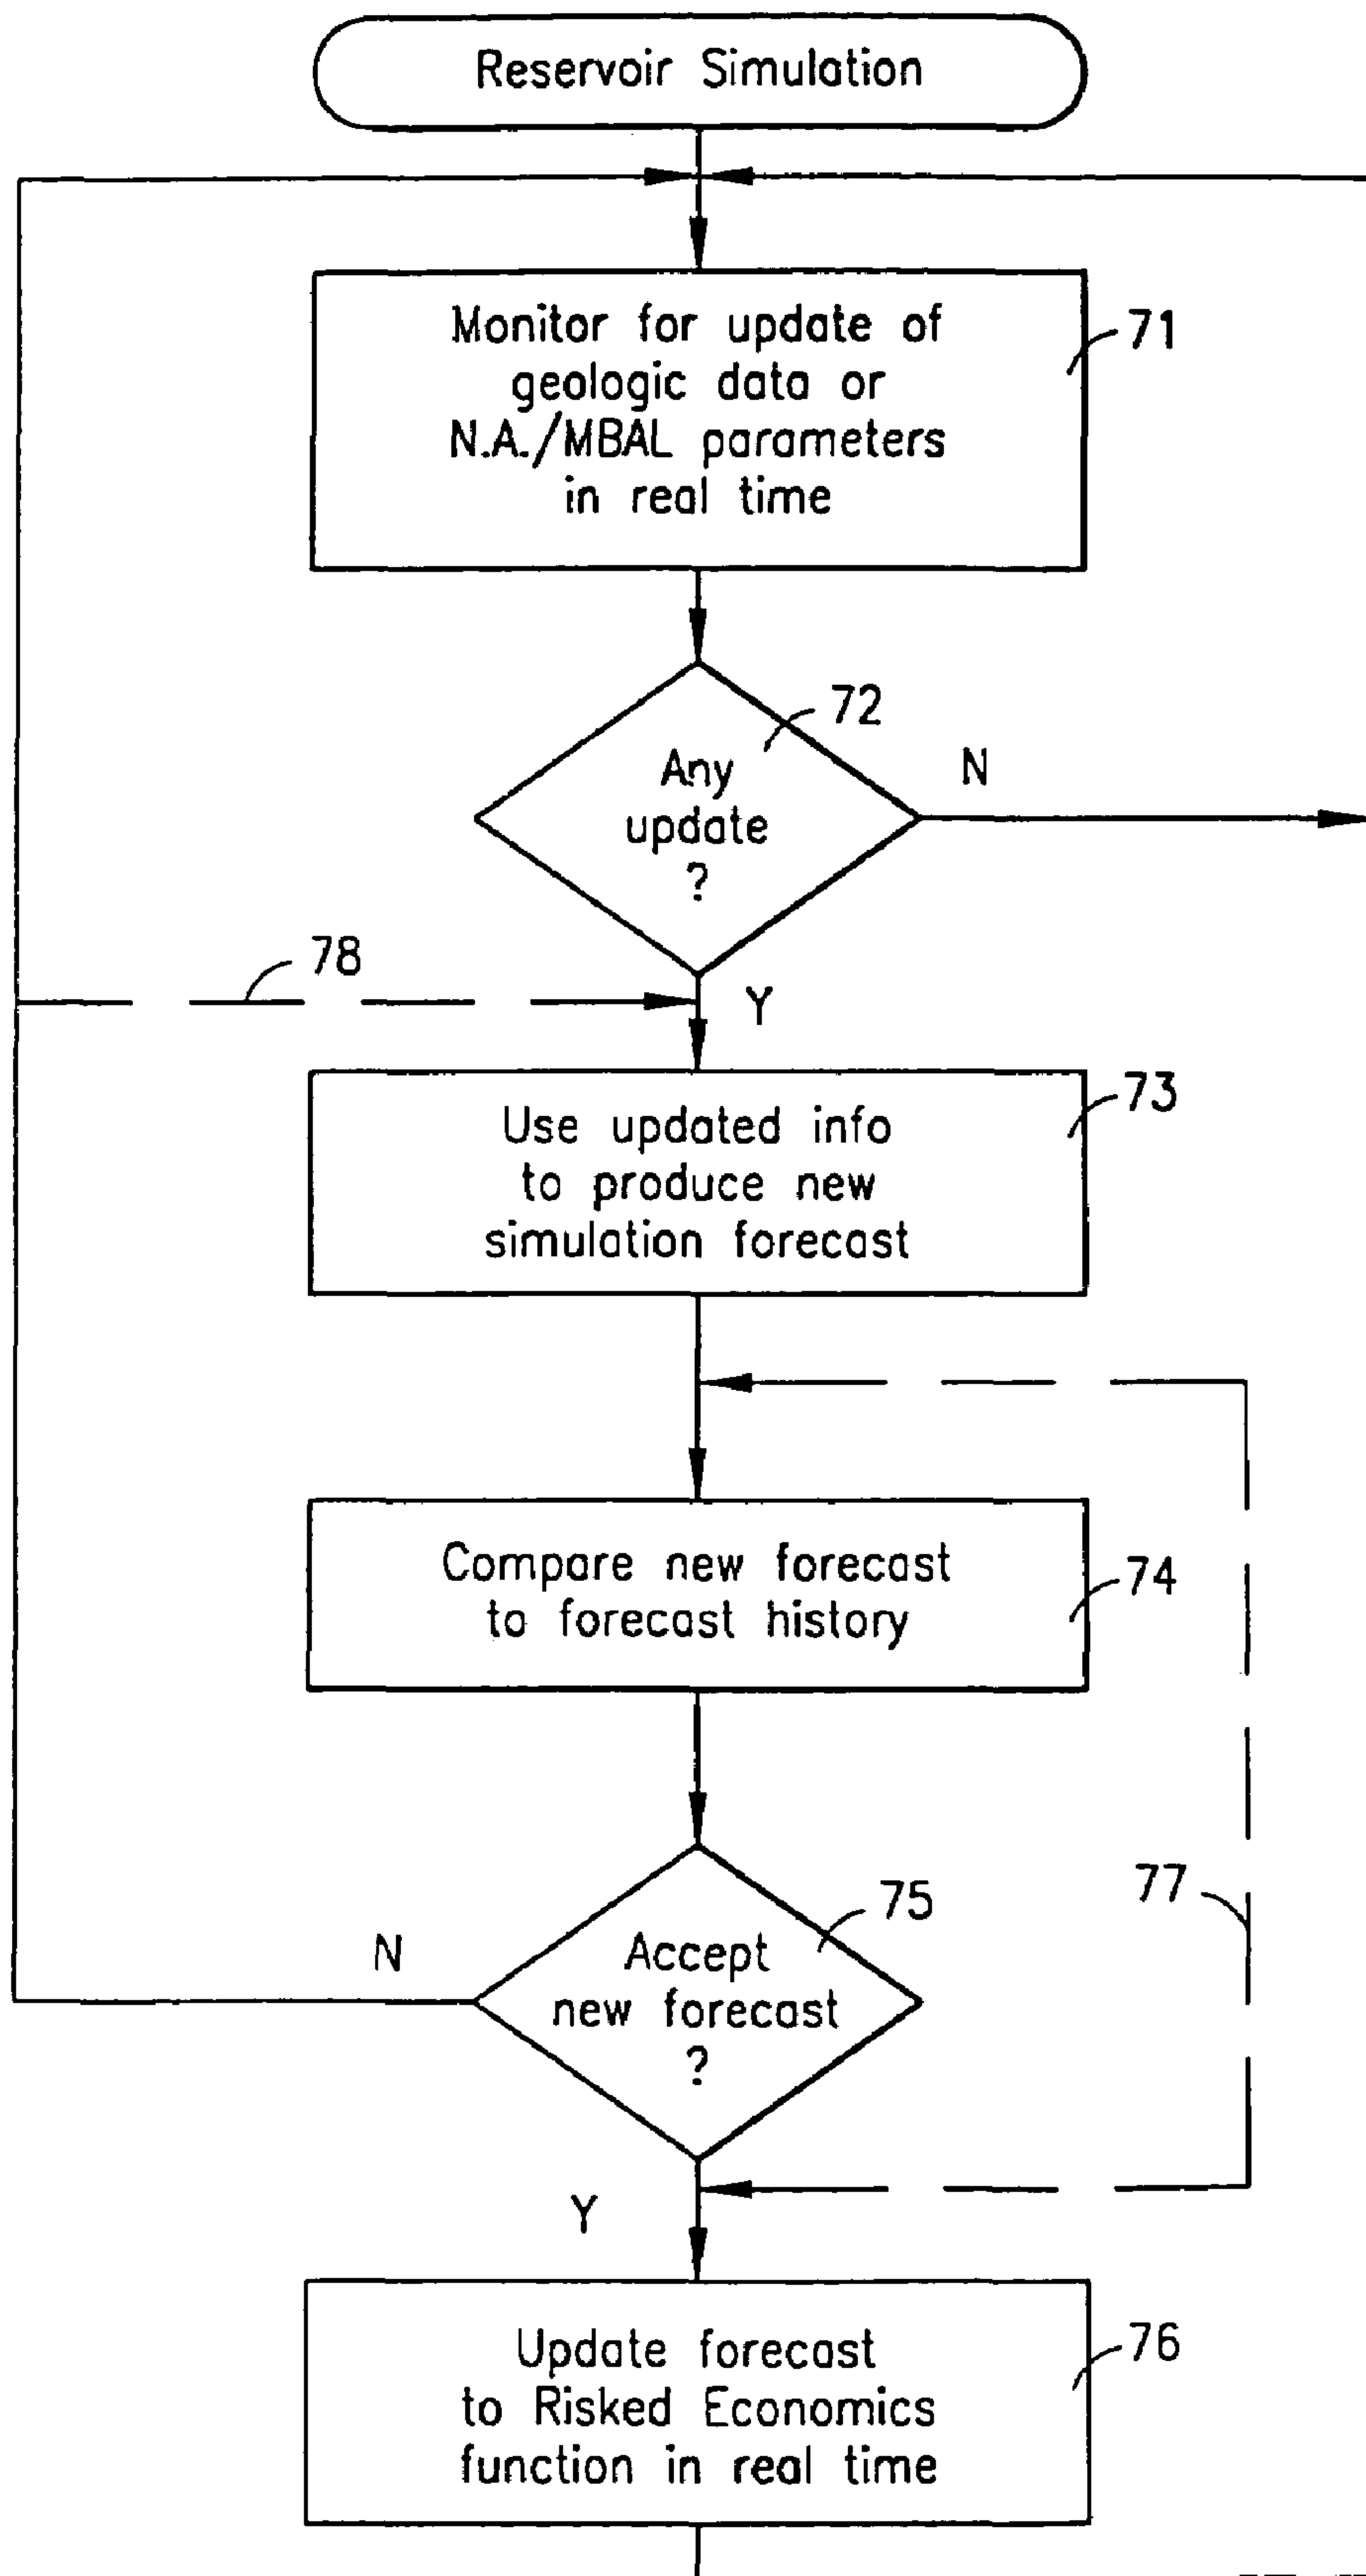 Reservoir Simulation
Monitor for update of
geologic data or
N.A./MBAL parameters
in real time
71
72
Any
update
?
N
78
Y
Use updated info
to produce new
simulation forecast
73
Compare new forecast
to forecast history
74
75
77
N
Accept
new forecast
?
Y
Update forecast
to Risked Economics
function in real time
76